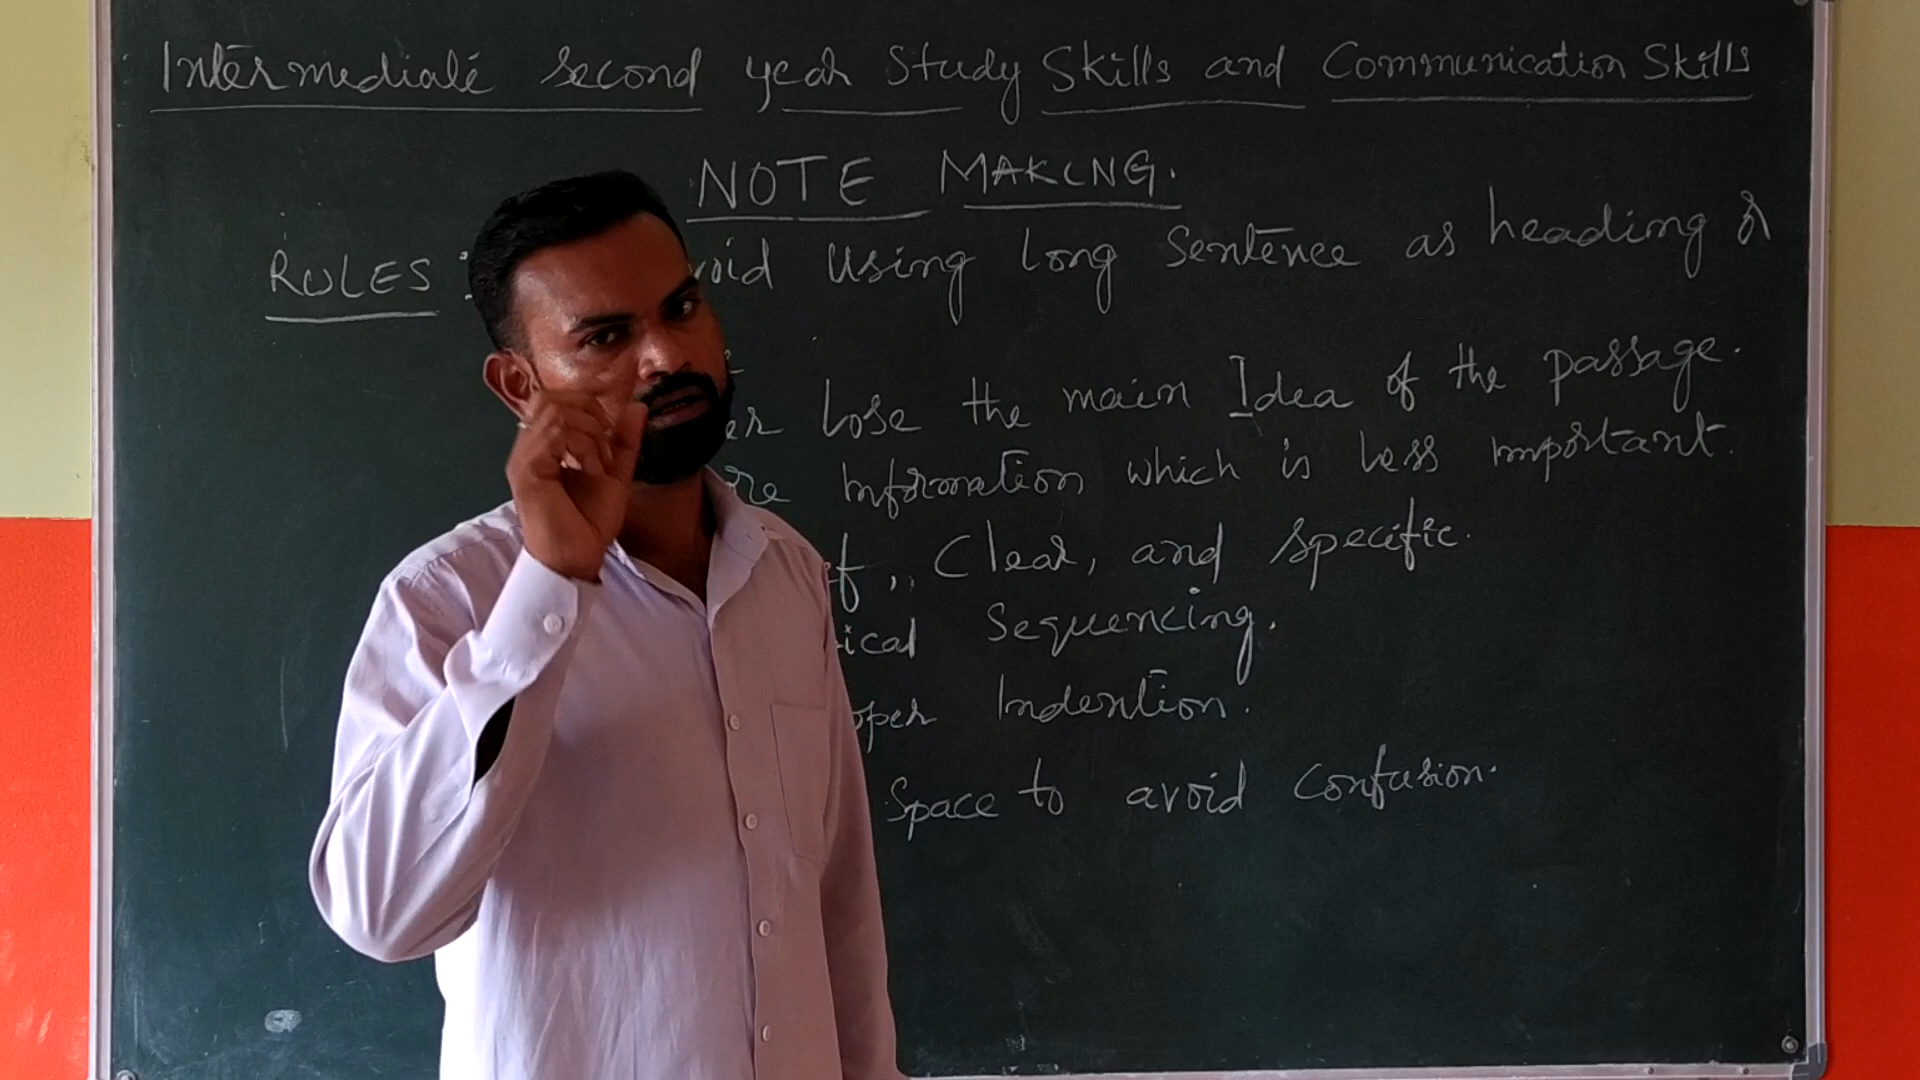 Intermediate second year Study Skills and Communication Skills
NOTE MAKING.
RULES : void Using long Sentence as heading or
er lose the main Idea of the passage.
re Information which is less important.
ef, Clear, and specific.
ical Sequencing.
oper Indention.
Space to avoid confusion.